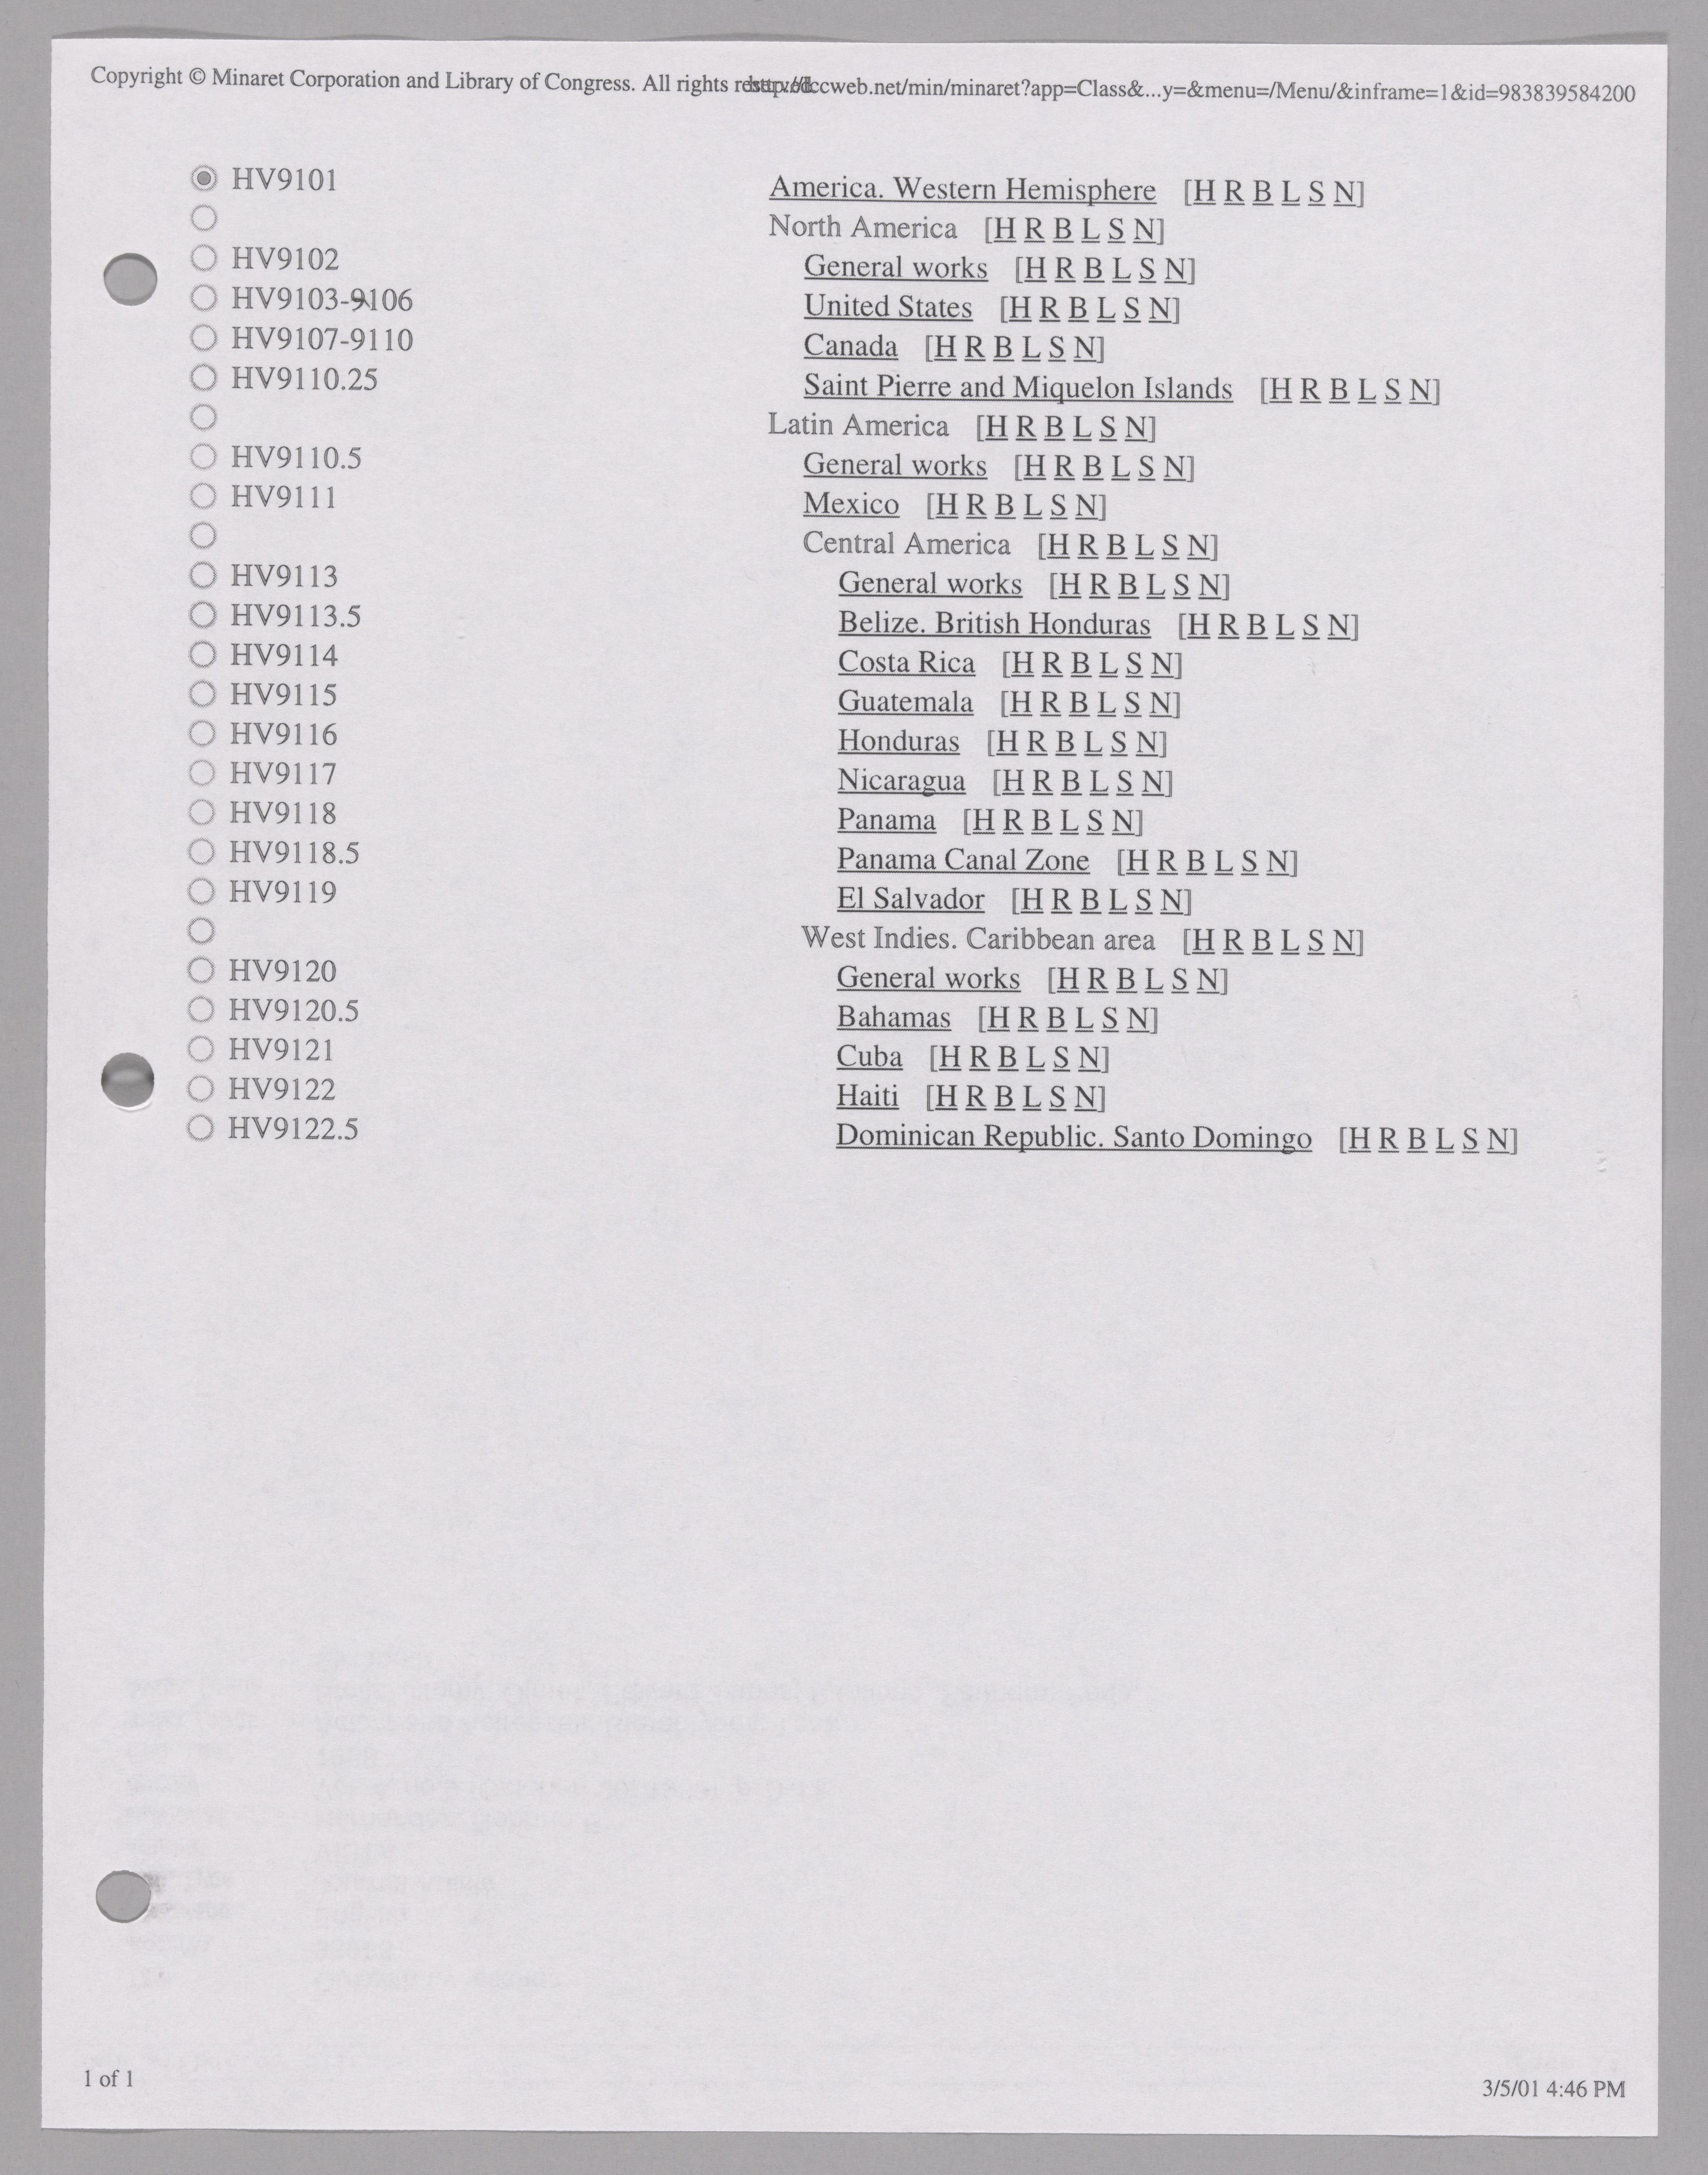 Copyright © Minaret Corporation and Library of Congress. All rights
lccweb.net/min/minaret?app=Class&...y=&menu=/Menu/&inframe=1&id=983839584200
HV9101 America. Western Hemisphere [H R B L S N]
North America [H R B L S N]
HV9102 General works [H R B L S N]
HV9103-9106 United States [H R B L S N]
HV9107-9110 Canada [H R B L S N]
HV9110.25 Saint Pierre and Miquelon Islands [H R B L S N]
Latin America [H R B L S N]
HV9110.5 General works [H R B L S N]
HV9111 Mexico [H R B L S N]
Central America [H R B L S N]
HV9113 General works [H R B L S N]
HV9113.5 Belize. British Honduras [H R B L S N]
HV9114 Costa Rica [H R B L S N]
HV9115 Guatemala [H R B L S N]
HV9116 Honduras [H R B L S N]
HV9117 Nicaragua [H R B L S N]
HV9118 Panama [H R B L S N]
HV9118.5 Panama Canal Zone [H R B L S N]
HV9119 El Salvador [H R B L S N]
West Indies. Caribbean area [H R B L S N]
HV9120 General works [H R B L S N]
HV9120.5 Bahamas [H R B L S N]
HV9121 Cuba [H R B L S N]
HV9122 Haiti [H R B L S N]
HV9122.5 Dominican Republic. Santo Domingo [H R B L S N]
1 of 1
3/5/01 4:46 PM